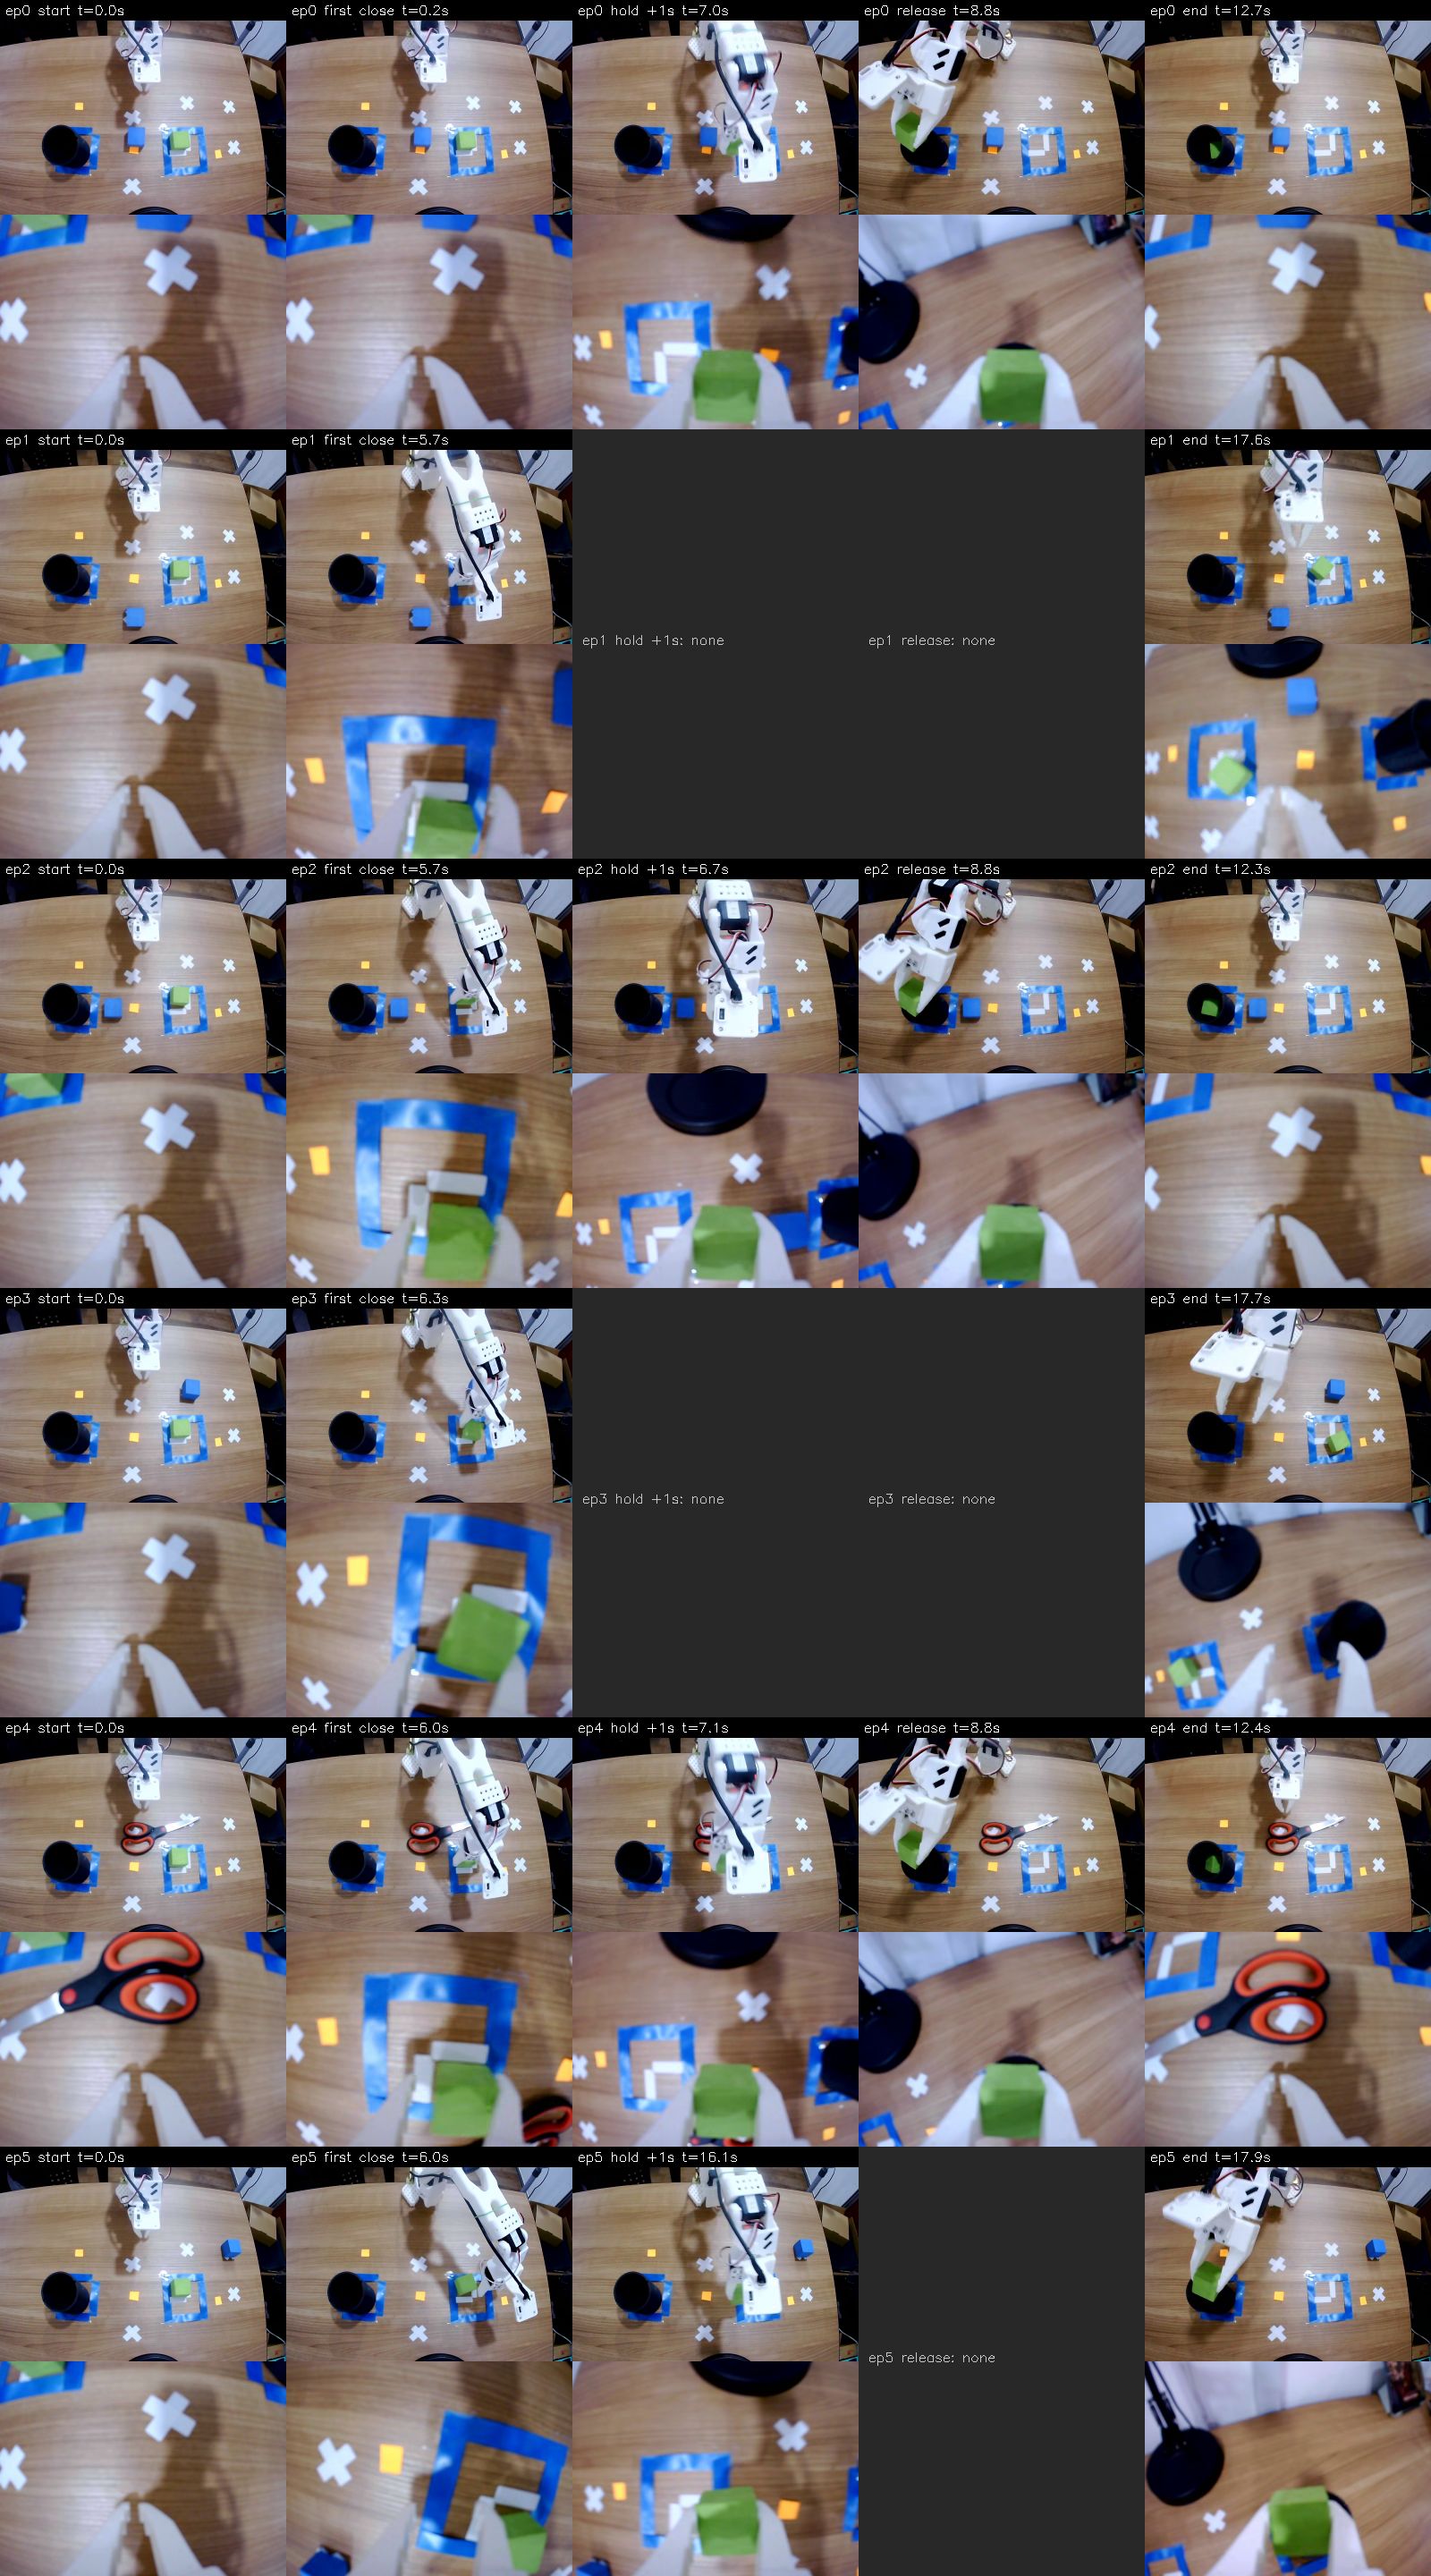 ep0 start t=0.0s
ep0 first close t=0.2s
ep0 hold +1s t=7.0s
ep0 release t=8.8s
ep0 end t=12.7s
ep1 start t=0.0s
ep1 first close t=5.7s
ep1 hold +1s: none
ep1 release: none
ep1 end t=17.6s
ep2 start t=0.0s
ep2 first close t=5.7s
ep2 hold +1s t=6.7s
ep2 release t=8.8s
ep2 end t=12.3s
ep3 start t=0.0s
ep3 first close t=6.3s
ep3 hold +1s: none
ep3 release: none
ep3 end t=17.7s
ep4 start t=0.0s
ep4 first close t=6.0s
ep4 hold +1s t=7.1s
ep4 release t=8.8s
ep4 end t=12.4s
ep5 start t=0.0s
ep5 first close t=6.0s
ep5 hold +1s t=16.1s
ep5 release: none
ep5 end t=17.9s